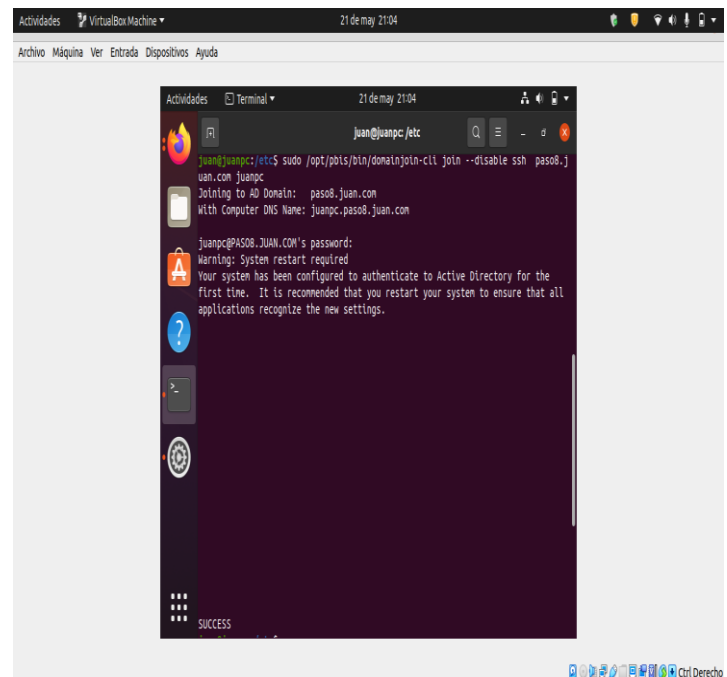 Actividades VirtualBox Machine 21 de may 21:04
Archivo Máquina Ver Entrada Dispositivos Ayuda
Actividades Terminal 21 de may 21:04
juan@juanpc: /etc
juan@juanpc:/etc$ sudo /opt/pbis/bin/domainjoin-cli join --disable ssh paso8.j
uan.com juanpc
Joining to AD Domain: paso8.juan.com
With Computer DNS Name: juanpc.paso8.juan.com
juanpc@PASO8.JUAN.COM's password:
Warning: System restart required
Your system has been configured to authenticate to Active Directory for the
first time. It is recommended that you restart your system to ensure that all
applications recognize the new settings.
SUCCESS
Ctrl Derecho